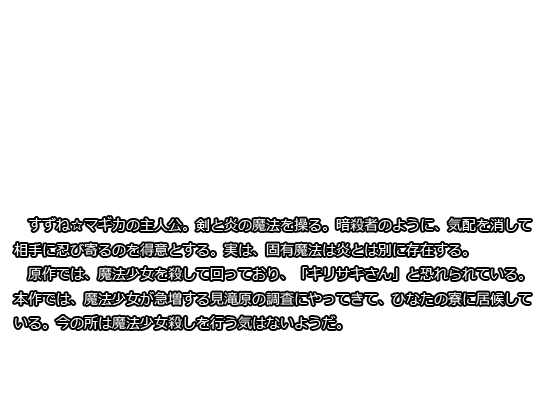 すずね☆マギカの主人公。剣と炎の魔法を操る。暗殺者のように、気配を消して
相手に忍び寄るのを得意とする。実は、固有魔法は炎とは別に存在する。
原作では、魔法少女を殺して回っており、「キリサキさん」と恐れられている。
本作では、魔法少女が急増する見滝原の調査にやってきて、ひなたの寮に居候して
いる。今の所は魔法少女殺しを行う気はないようだ。